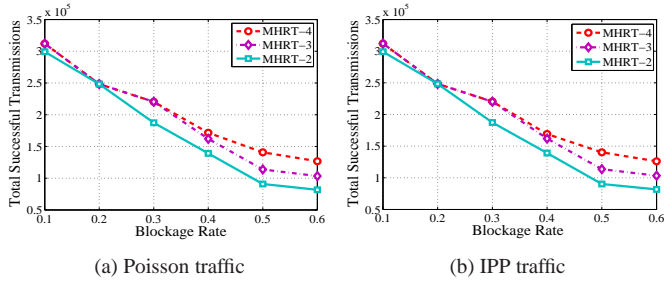 x 10^5
3.5
3
2.5
2
1.5
1
0.5
0.1 0.2 0.3 0.4 0.5 0.6
Total Successful Transmissions
Blockage Rate
MHRT−4
MHRT−3
MHRT−2
(a) Poisson traffic
x 10^5
3.5
3
2.5
2
1.5
1
0.5
0.1 0.2 0.3 0.4 0.5 0.6
Total Successful Transmissions
Blockage Rate
MHRT−4
MHRT−3
MHRT−2
(b) IPP traffic